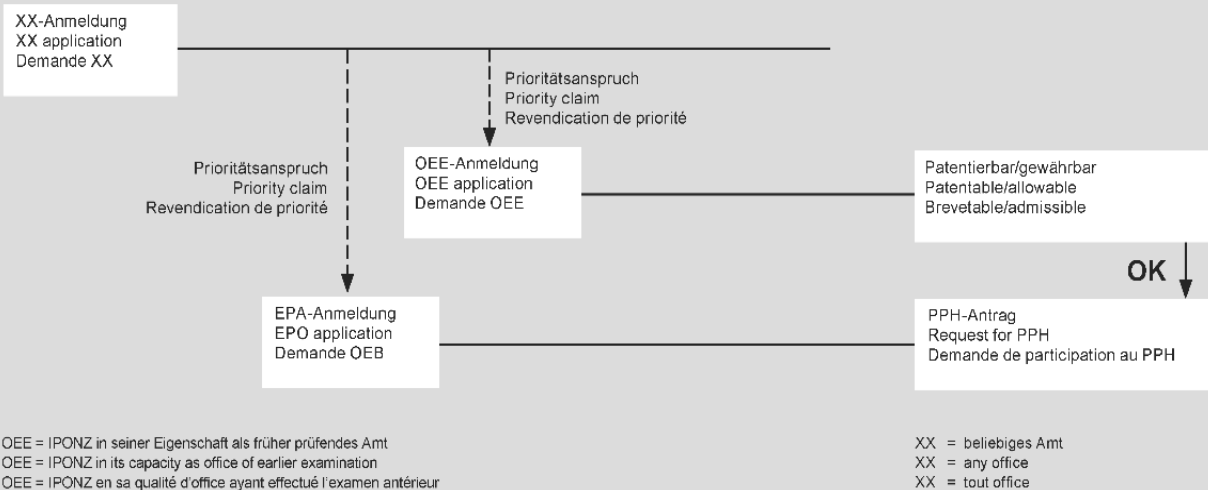 XX-Anmeldung
XX application
Demande XX
Prioritätsanspruch
Priority claim
Revendication de priorité
Prioritätsanspruch
Priority claim
Revendication de priorité
OEE-Anmeldung
OEE application
Demande OEE
Patentierbar/gewährbar
Patentable/allowable
Brevetable/admissible
OK
EPA-Anmeldung
EPO application
Demande OEB
PPH-Antrag
Request for PPH
Demande de participation au PPH
OEE = IPONZ in seiner Eigenschaft als früher prüfendes Amt
OEE = IPONZ in its capacity as office of earlier examination
OEE = IPONZ en sa qualité d'office ayant effectué l'examen antérieur
XX = beliebiges Amt
XX = any office
XX = tout office